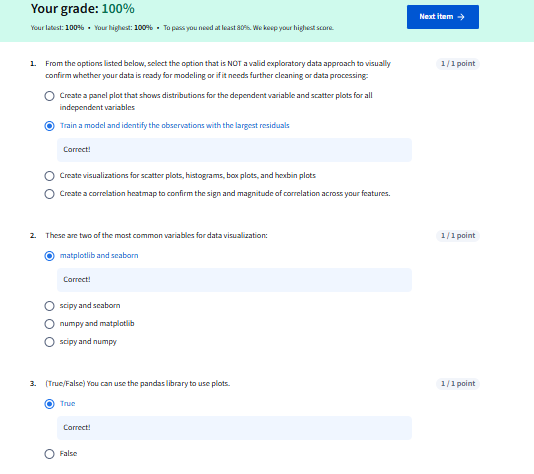 Your grade: 100%
Your latest: 100% • Your highest: 100% • To pass you need at least 80%. We keep your highest score.
Next item →
1. From the options listed below, select the option that is NOT a valid exploratory data approach to visually
1 / 1 point
confirm whether your data is ready for modeling or if it needs further cleaning or data processing:
Create a panel plot that shows distributions for the dependent variable and scatter plots for all
independent variables
Train a model and identify the observations with the largest residuals
Correct!
Create visualizations for scatter plots, histograms, box plots, and hexbin plots
Create a correlation heatmap to confirm the sign and magnitude of correlation across your features.
2. These are two of the most common variables for data visualization:
1 / 1 point
matplotlib and seaborn
Correct!
scipy and seaborn
numpy and matplotlib
scipy and numpy
3. (True/False) You can use the pandas library to use plots.
1 / 1 point
True
Correct!
False